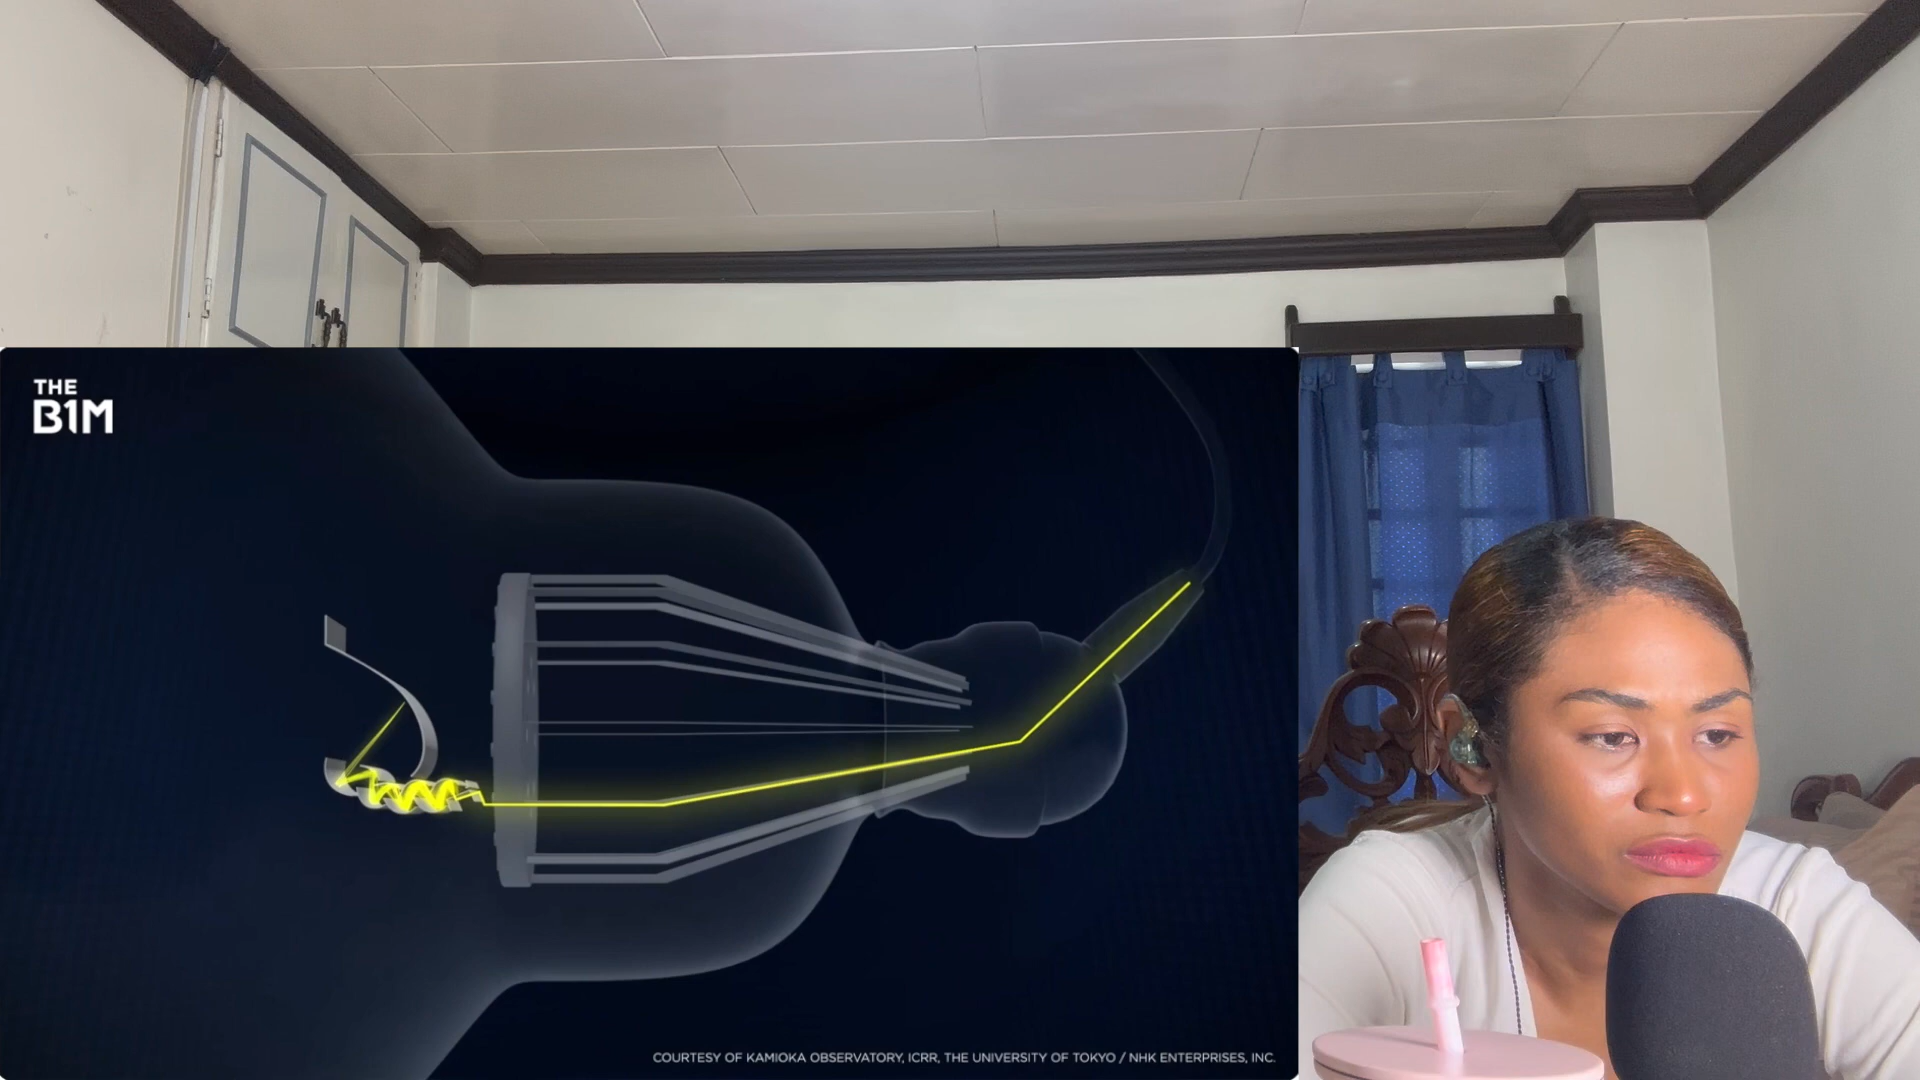 THE
B1M
COURTESY OF KAMIOKA OBSERVATORY, ICRR, THE UNIVERSITY OF TOKYO / NHK ENTERPRISES, INC.